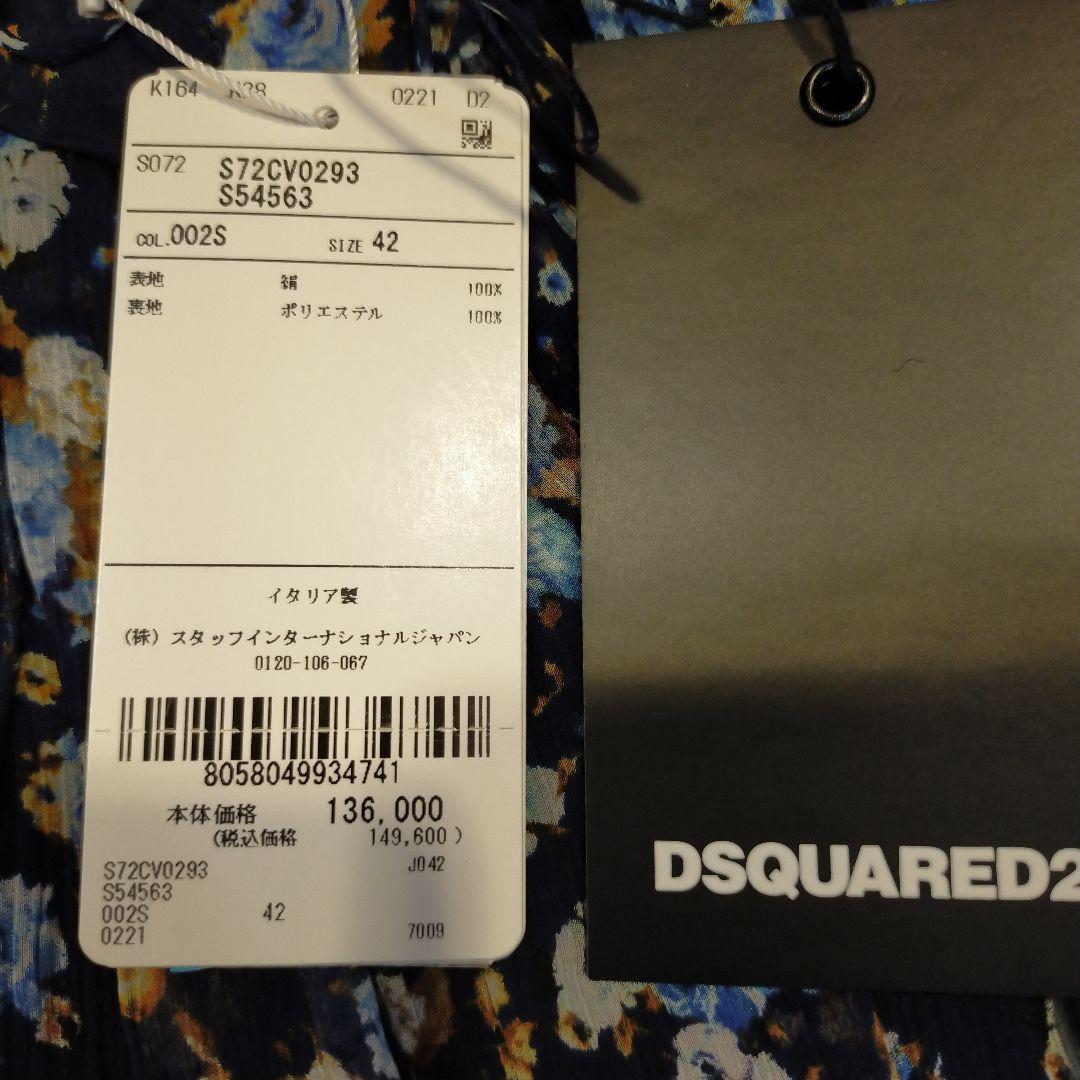 K164 N38 0221 D2
S072 S72CV0293
S54563
COL.002S SIZE 42
表地 絹 100%
裏地 ポリエステル 100%
イタリア製
(株) スタッフインターナショナルジャパン
0120-106-067
8058049934741
本体価格 136,000
(税込価格 149,600)
S72CV0293 J042
S54563
002S 42
0221 7009
DSQUARED2